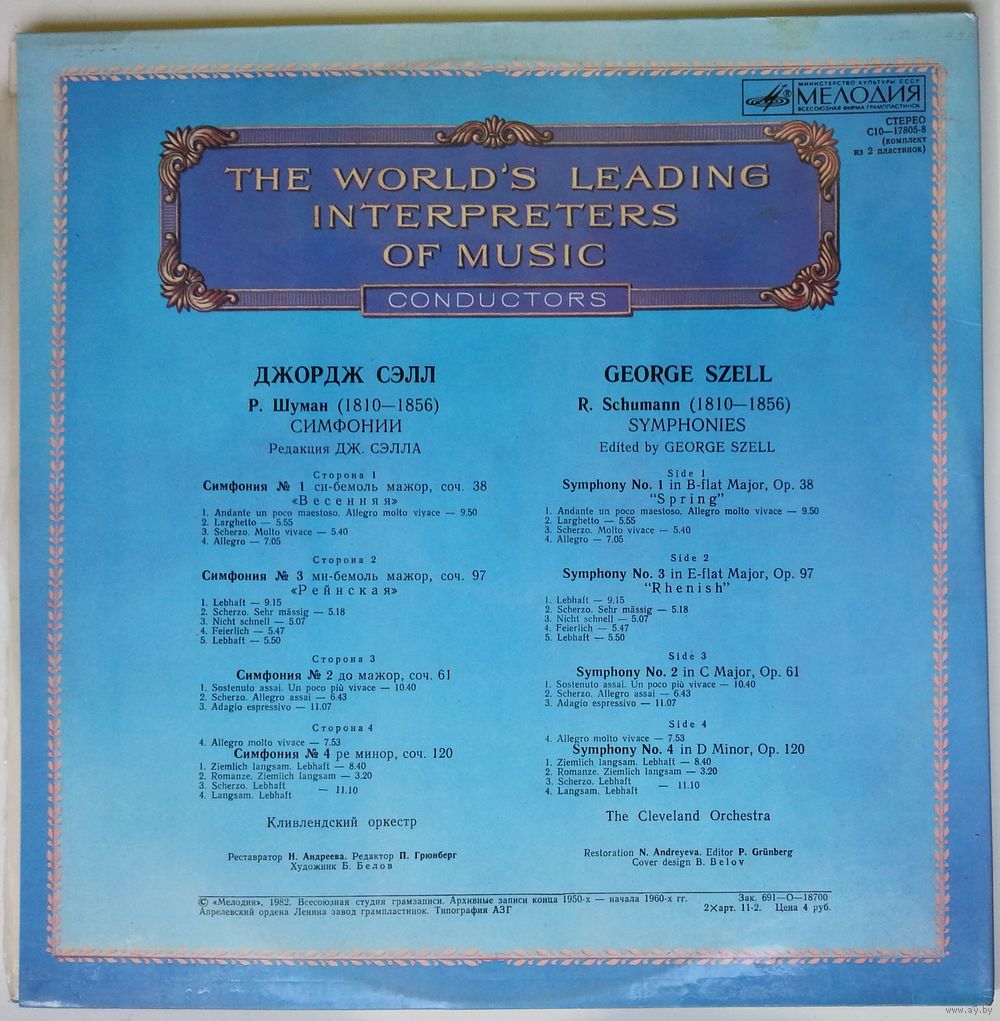 МИНИСТЕРСТВО КУЛЬТУРЫ СССР
МЕЛОДИЯ
ВСЕСОЮЗНАЯ ФИРМА ГРАМПЛАСТИНОК
СТЕРЕО
С10—17805-8
(комплект
из 2 пластинок)
THE WORLD'S LEADING
INTERPRETERS
OF MUSIC
CONDUCTORS
ДЖОРДЖ СЭЛЛ
Р. Шуман (1810—1856)
СИМФОНИИ
Редакция ДЖ. СЭЛЛА
Сторона 1
Симфония № 1 си-бемоль мажор, соч. 38
«Весенняя»
1. Andante un poco maestoso. Allegro molto vivace — 9.50
2. Larghetto — 5.55
3. Scherzo. Molto vivace — 5.40
4. Allegro — 7.05
Сторона 2
Симфония № 3 ми-бемоль мажор, соч. 97
«Рейнская»
1. Lebhaft — 9.15
2. Scherzo. Sehr mässig — 5.18
3. Nicht schnell — 5.07
4. Feierlich — 5.47
5. Lebhaft — 5.50
Сторона 3
Симфония № 2 до мажор, соч. 61
1. Sostenuto assai. Un poco più vivace — 10.40
2. Scherzo. Allegro assai — 6.43
3. Adagio espressivo — 11.07
Сторона 4
4. Allegro molto vivace — 7.53
Симфония № 4 ре минор, соч. 120
1. Ziemlich langsam. Lebhaft — 8.40
2. Romanze. Ziemlich langsam — 3.20
3. Scherzo. Lebhaft
4. Langsam. Lebhaft — 11.10
Кливлендский оркестр
Реставратор Н. Андреева. Редактор П. Грюнберг
Художник Б. Белов
GEORGE SZELL
R. Schumann (1810—1856)
SYMPHONIES
Edited by GEORGE SZELL
Side 1
Symphony No. 1 in B-flat Major, Op. 38
"Spring"
1. Andante un poco maestoso. Allegro molto vivace — 9.50
2. Larghetto — 5.55
3. Scherzo. Molto vivace — 5.40
4. Allegro — 7.05
Side 2
Symphony No. 3 in E-flat Major, Op. 97
"Rhenish"
1. Lebhaft — 9.15
2. Scherzo. Sehr mässig — 5.18
3. Nicht schnell — 5.07
4. Feierlich — 5.47
5. Lebhaft — 5.50
Side 3
Symphony No. 2 in C Major, Op. 61
1. Sostenuto assai. Un poco più vivace — 10.40
2. Scherzo. Allegro assai — 6.43
3. Adagio espressivo — 11.07
Side 4
4. Allegro molto vivace — 7.53
Symphony No. 4 in D Minor, Op. 120
1. Ziemlich langsam. Lebhaft — 8.40
2. Romanze. Ziemlich langsam — 3.20
3. Scherzo. Lebhaft
4. Langsam. Lebhaft — 11.10
The Cleveland Orchestra
Restoration N. Andreyeva. Editor P. Grünberg
Cover design B. Belov
© «Мелодия», 1982. Всесоюзная студия грамзаписи. Архивные записи конца 1950-х — начала 1960-х гг. Зак. 691—О—18700
Апрелевский ордена Ленина завод грампластинок. Типография АЗГ 2Харт. 11-2. Цена 4 руб.
www.ay.by